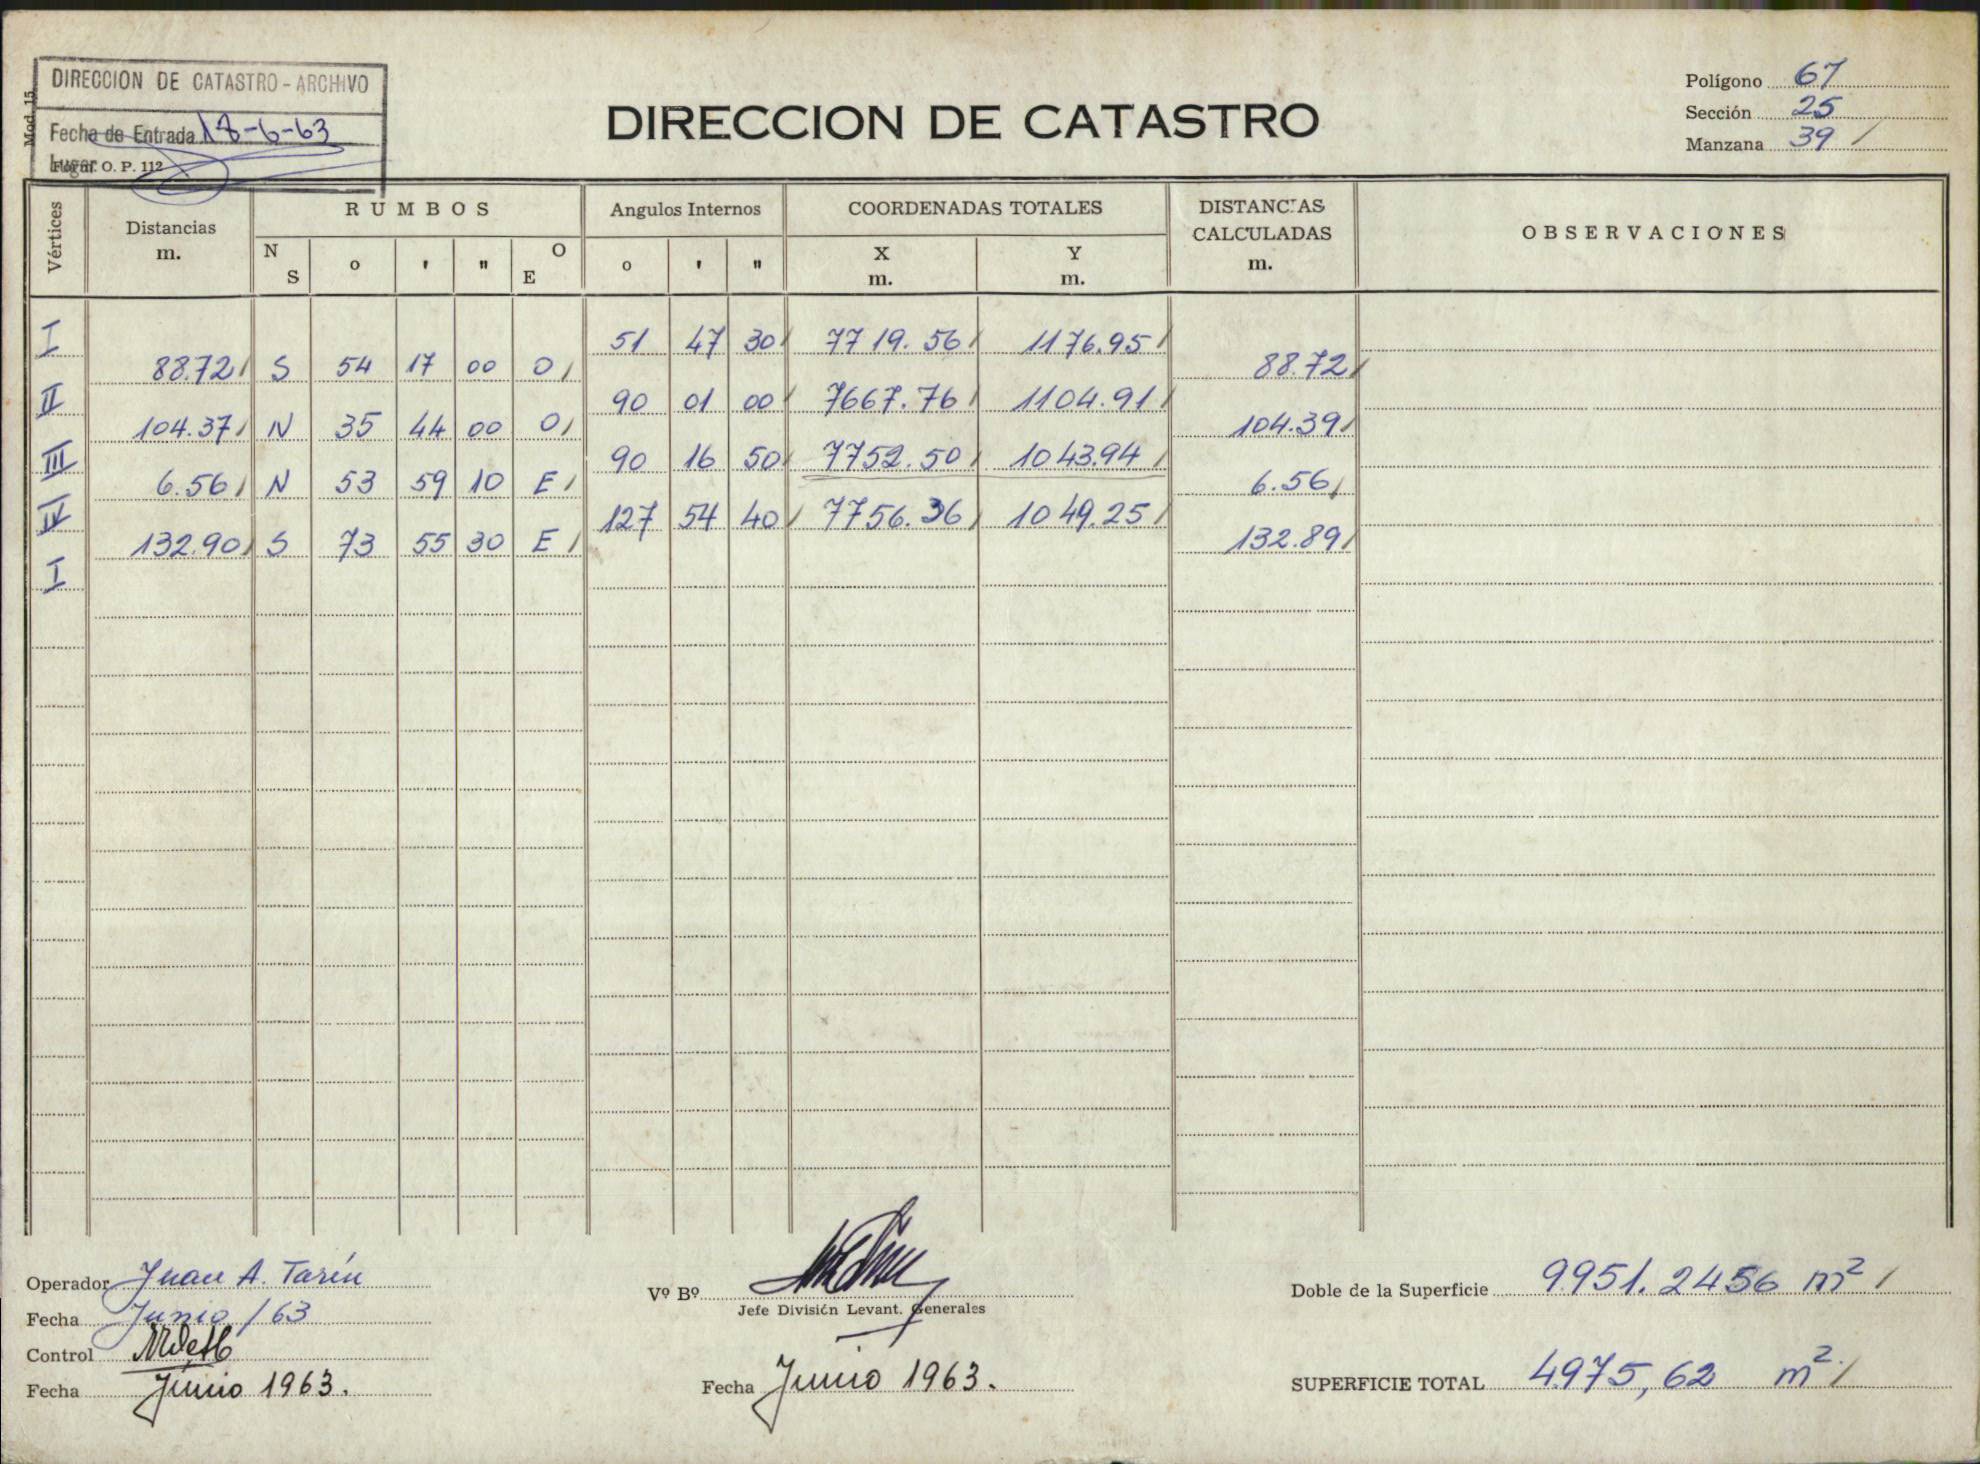 DIRECCION DE CATASTRO - ARCHIVO
Fecha de Entrada 18-6-63
Lugar
Form. O. P. 112
Mod. 15
DIRECCION DE CATASTRO
Polígono 67
Sección 25
Manzana 39 /
Vértices
Distancias
m.
RUMBOS
N S o ' " O E
Angulos Internos
o ' "
COORDENADAS TOTALES
X m. Y m.
DISTANCIAS
CALCULADAS
m.
OBSERVACIONES
I 51 47 30 / 7719.56 / 1176.95 /
88.72 / S 54 17 00 O / 88.72 /
II 90 01 00 / 7667.76 / 1104.91 /
104.37 / N 35 44 00 O / 104.39 /
III 90 16 50 / 7752.50 / 1043.94 /
6.56 / N 53 59 10 E / 6.56 /
IV 127 54 40 / 7756.36 / 1049.25 /
132.90 / S 73 55 30 E / 132.89 /
I
Operador Juan A. Tarín
Fecha Junio / 63
Control
Fecha Junio 1963.
Vº Bº
Jefe División Levant. Generales
Fecha Junio 1963.
Doble de la Superficie 9951.2456 m² /
SUPERFICIE TOTAL 4975,62 m² /